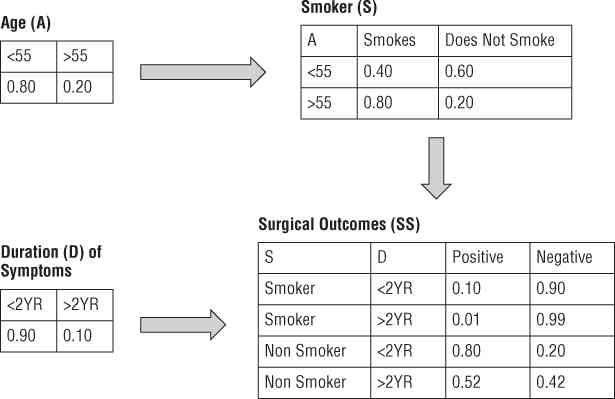 Age (A)
<55 >55
0.80 0.20
Smoker (S)
A Smokes Does Not Smoke
<55 0.40 0.60
>55 0.80 0.20
Duration (D) of
Symptoms
<2YR >2YR
0.90 0.10
Surgical Outcomes (SS)
S D Positive Negative
Smoker <2YR 0.10 0.90
Smoker >2YR 0.01 0.99
Non Smoker <2YR 0.80 0.20
Non Smoker >2YR 0.52 0.42